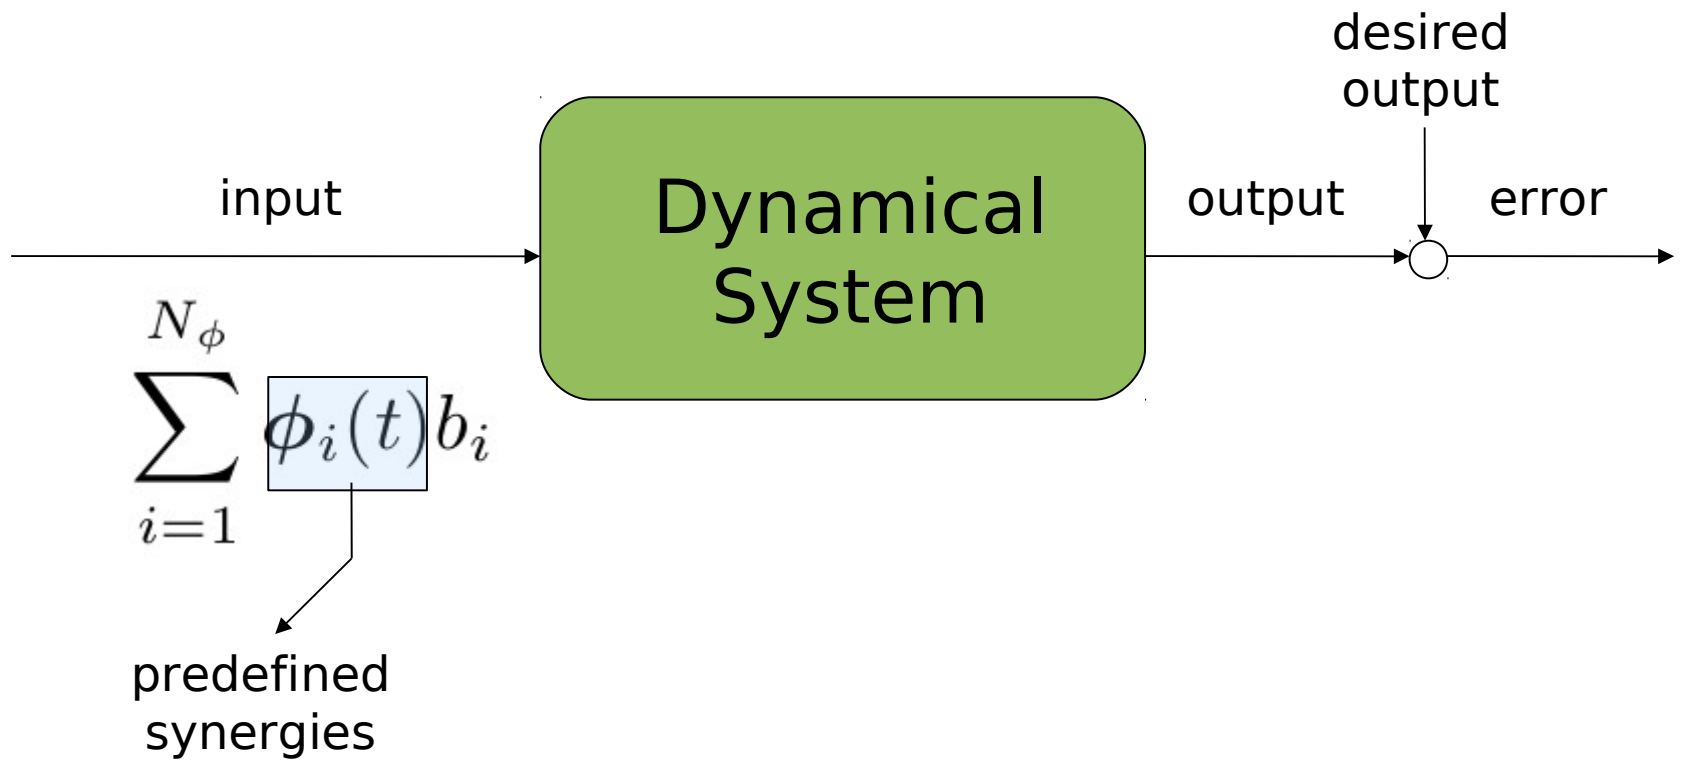 desired
output
input
Dynamical
System
output
error
N_ϕ
∑ ϕ_i(t) b_i
i=1
predefined
synergies